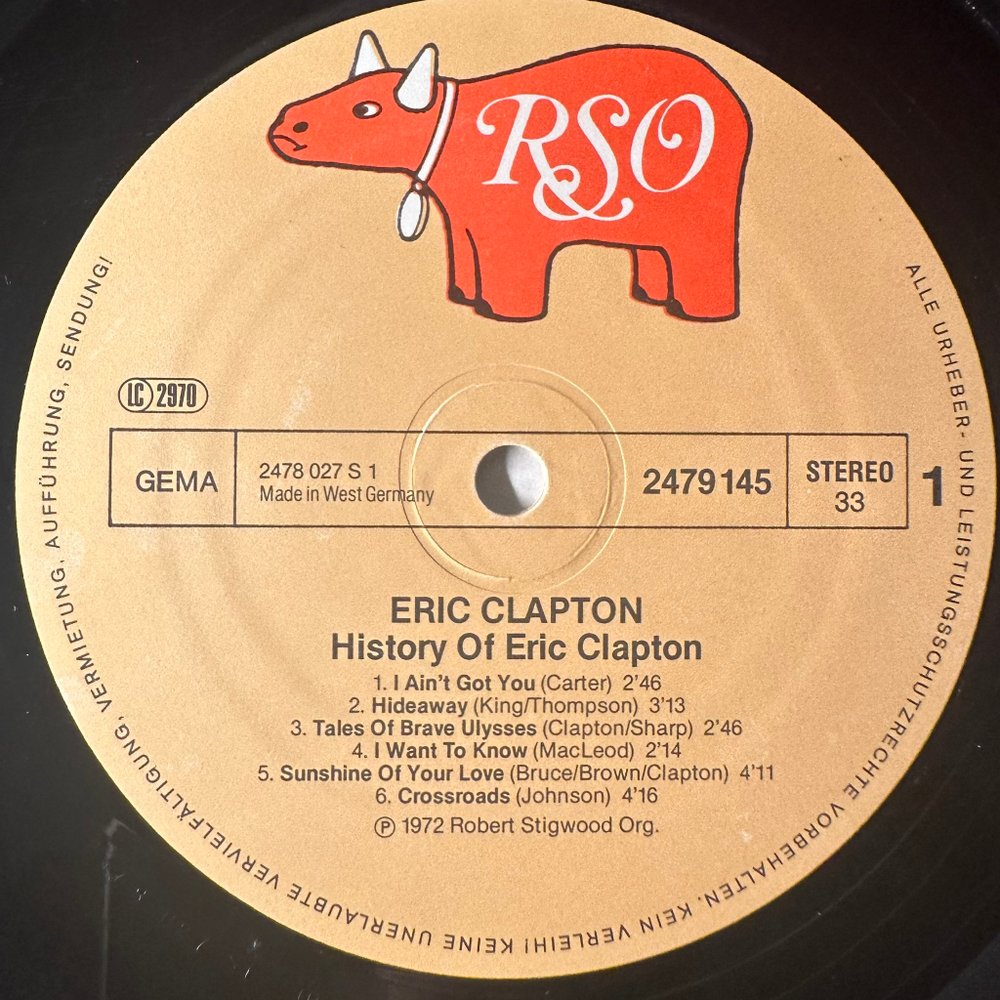 RSO
LC 2970
GEMA
2478 027 S 1
Made in West Germany
2479 145
STEREO
33
1
ERIC CLAPTON
History Of Eric Clapton
1. I Ain't Got You (Carter) 2'46
2. Hideaway (King/Thompson) 3'13
3. Tales Of Brave Ulysses (Clapton/Sharp) 2'46
4. I Want To Know (MacLeod) 2'14
5. Sunshine Of Your Love (Bruce/Brown/Clapton) 4'11
6. Crossroads (Johnson) 4'16
Ⓟ 1972 Robert Stigwood Org.
ALLE URHEBER- UND LEISTUNGSSCHUTZRECHTE VORBEHALTEN. KEIN VERLEIH! KEINE UNERLAUBTE VERVIELFÄLTIGUNG, VERMIETUNG, AUFFÜHRUNG, SENDUNG!